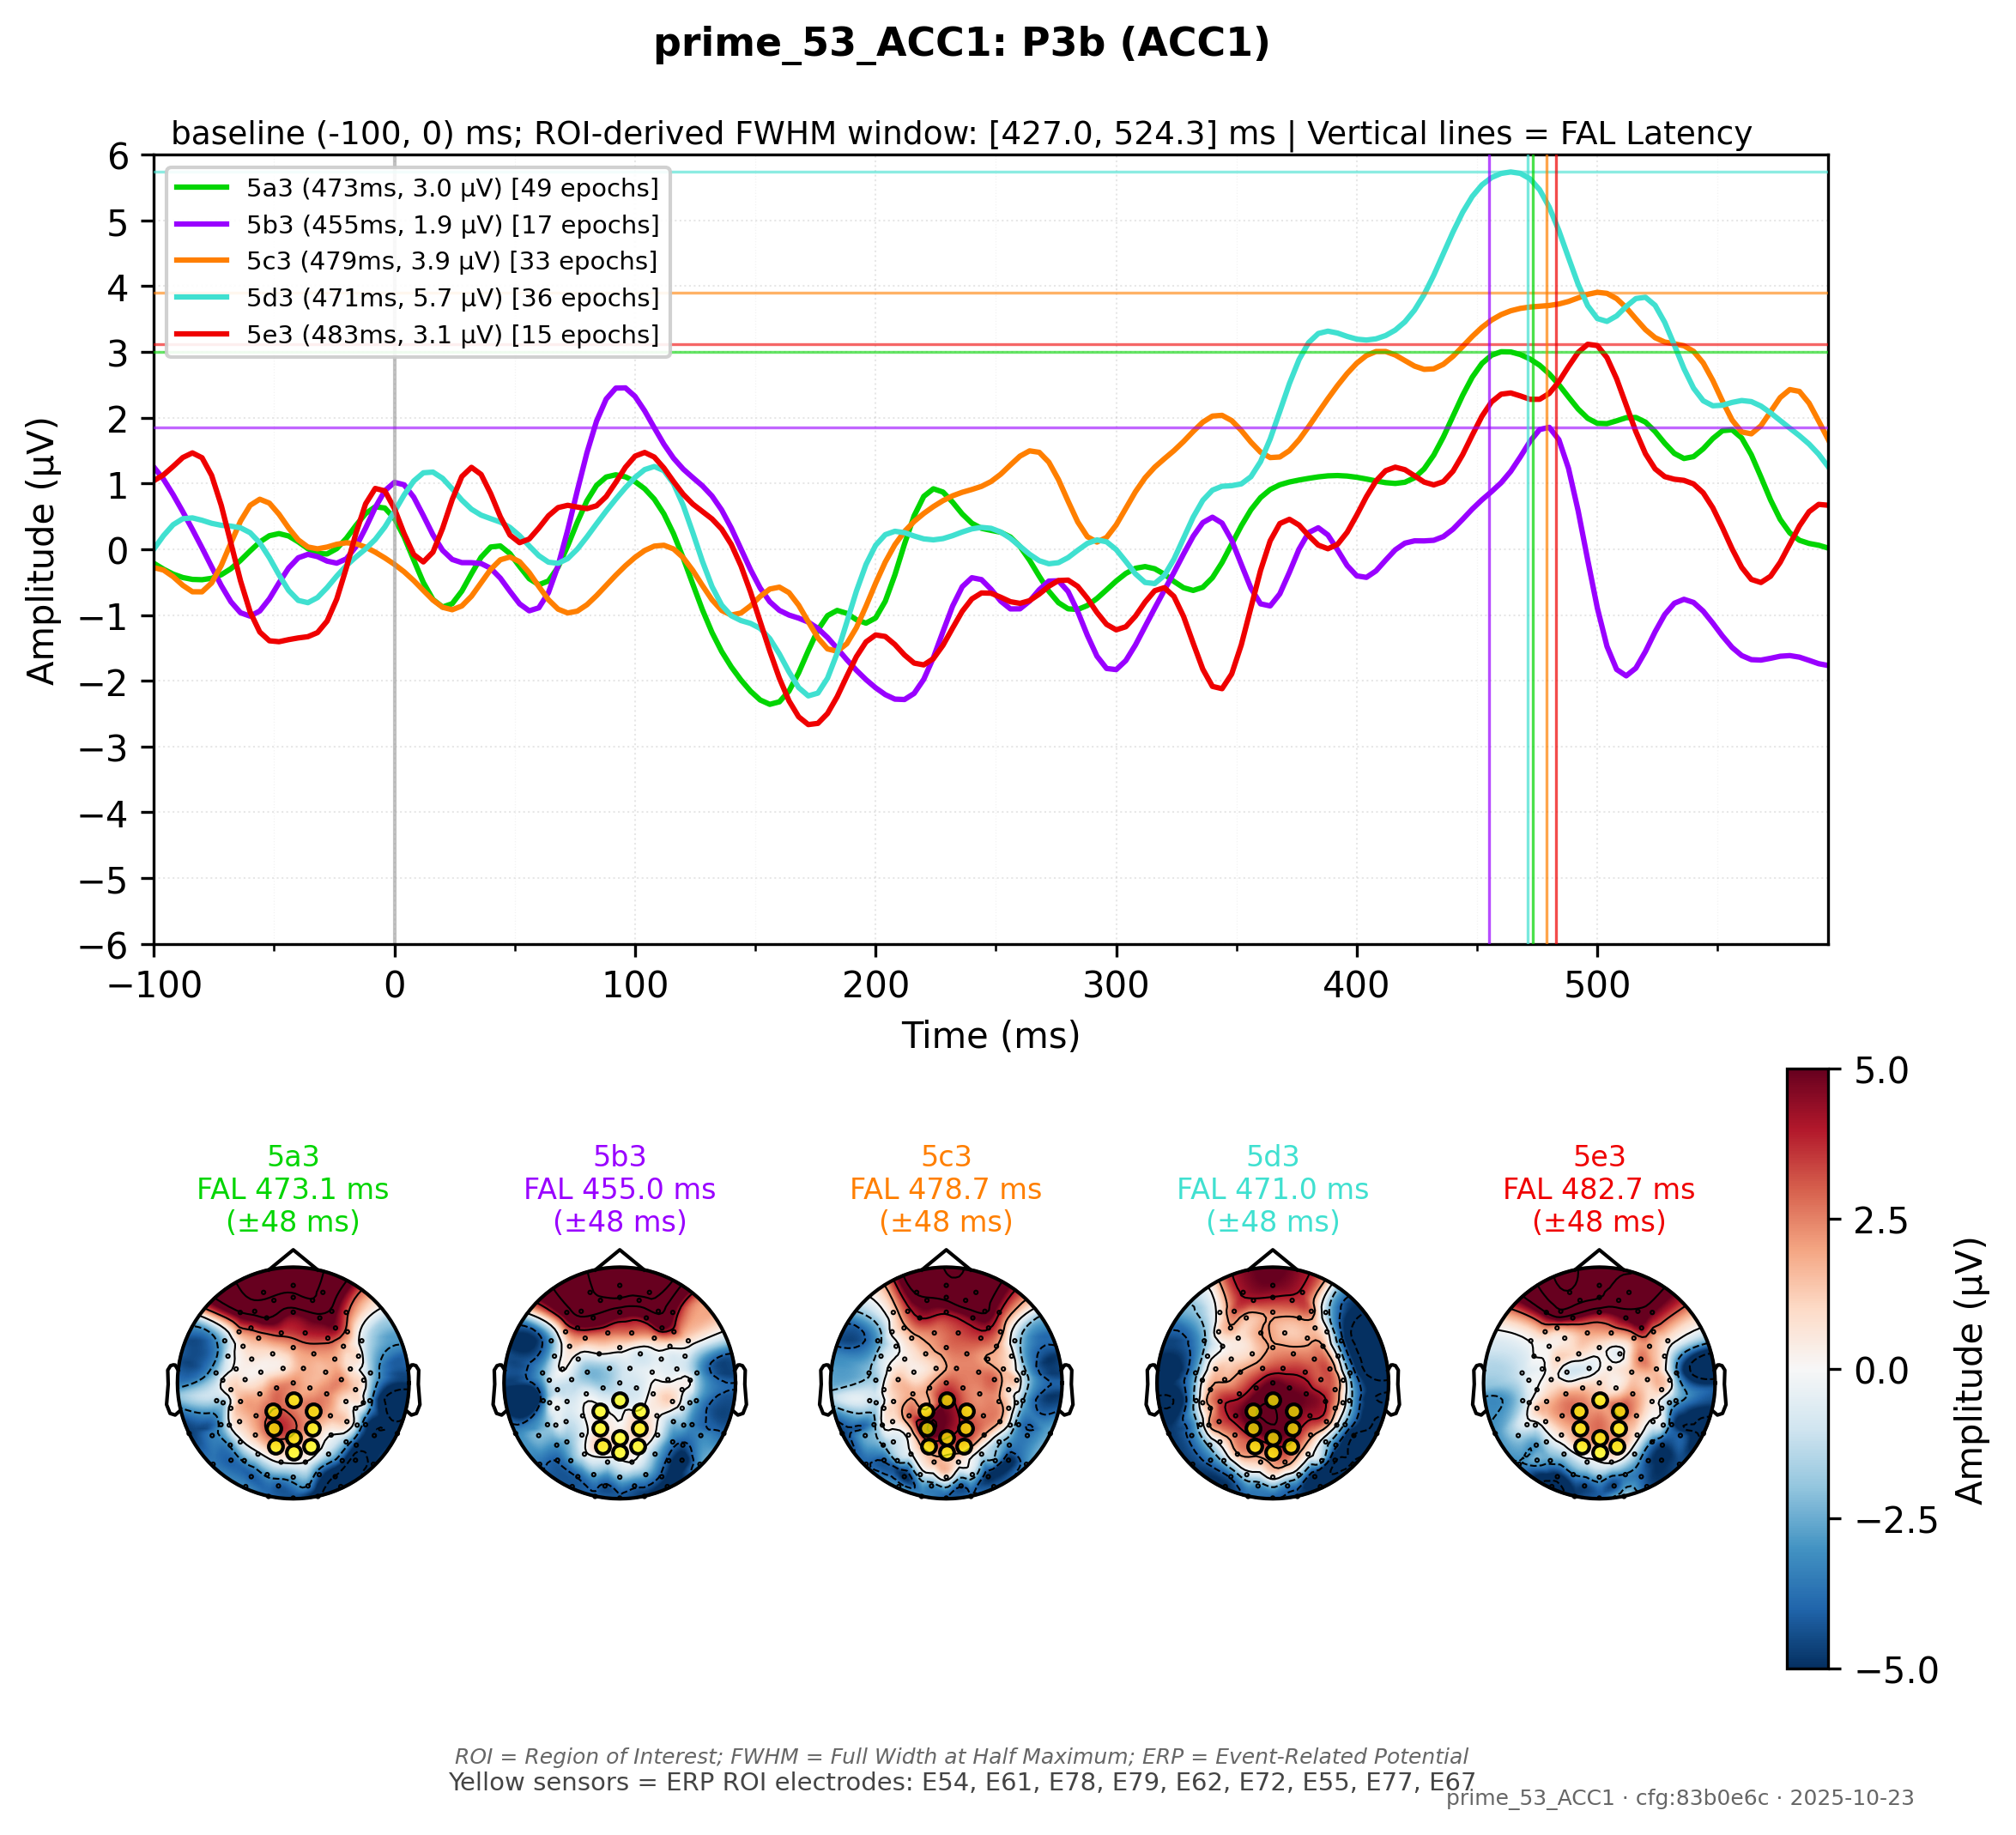 prime_53_ACC1: P3b (ACC1)
baseline (-100, 0) ms; ROI-derived FWHM window: [427.0, 524.3] ms | Vertical lines = FAL Latency
6
5
4
3
2
1
0
−1
−2
−3
−4
−5
−6
Amplitude (µV)
5a3 (473ms, 3.0 µV) [49 epochs]
5b3 (455ms, 1.9 µV) [17 epochs]
5c3 (479ms, 3.9 µV) [33 epochs]
5d3 (471ms, 5.7 µV) [36 epochs]
5e3 (483ms, 3.1 µV) [15 epochs]
−100 0 100 200 300 400 500
Time (ms)
5a3
FAL 473.1 ms
(±48 ms)
5b3
FAL 455.0 ms
(±48 ms)
5c3
FAL 478.7 ms
(±48 ms)
5d3
FAL 471.0 ms
(±48 ms)
5e3
FAL 482.7 ms
(±48 ms)
5.0
2.5
0.0
−2.5
−5.0
Amplitude (µV)
ROI = Region of Interest; FWHM = Full Width at Half Maximum; ERP = Event-Related Potential
Yellow sensors = ERP ROI electrodes: E54, E61, E78, E79, E62, E72, E55, E77, E67
prime_53_ACC1 · cfg:83b0e6c · 2025-10-23